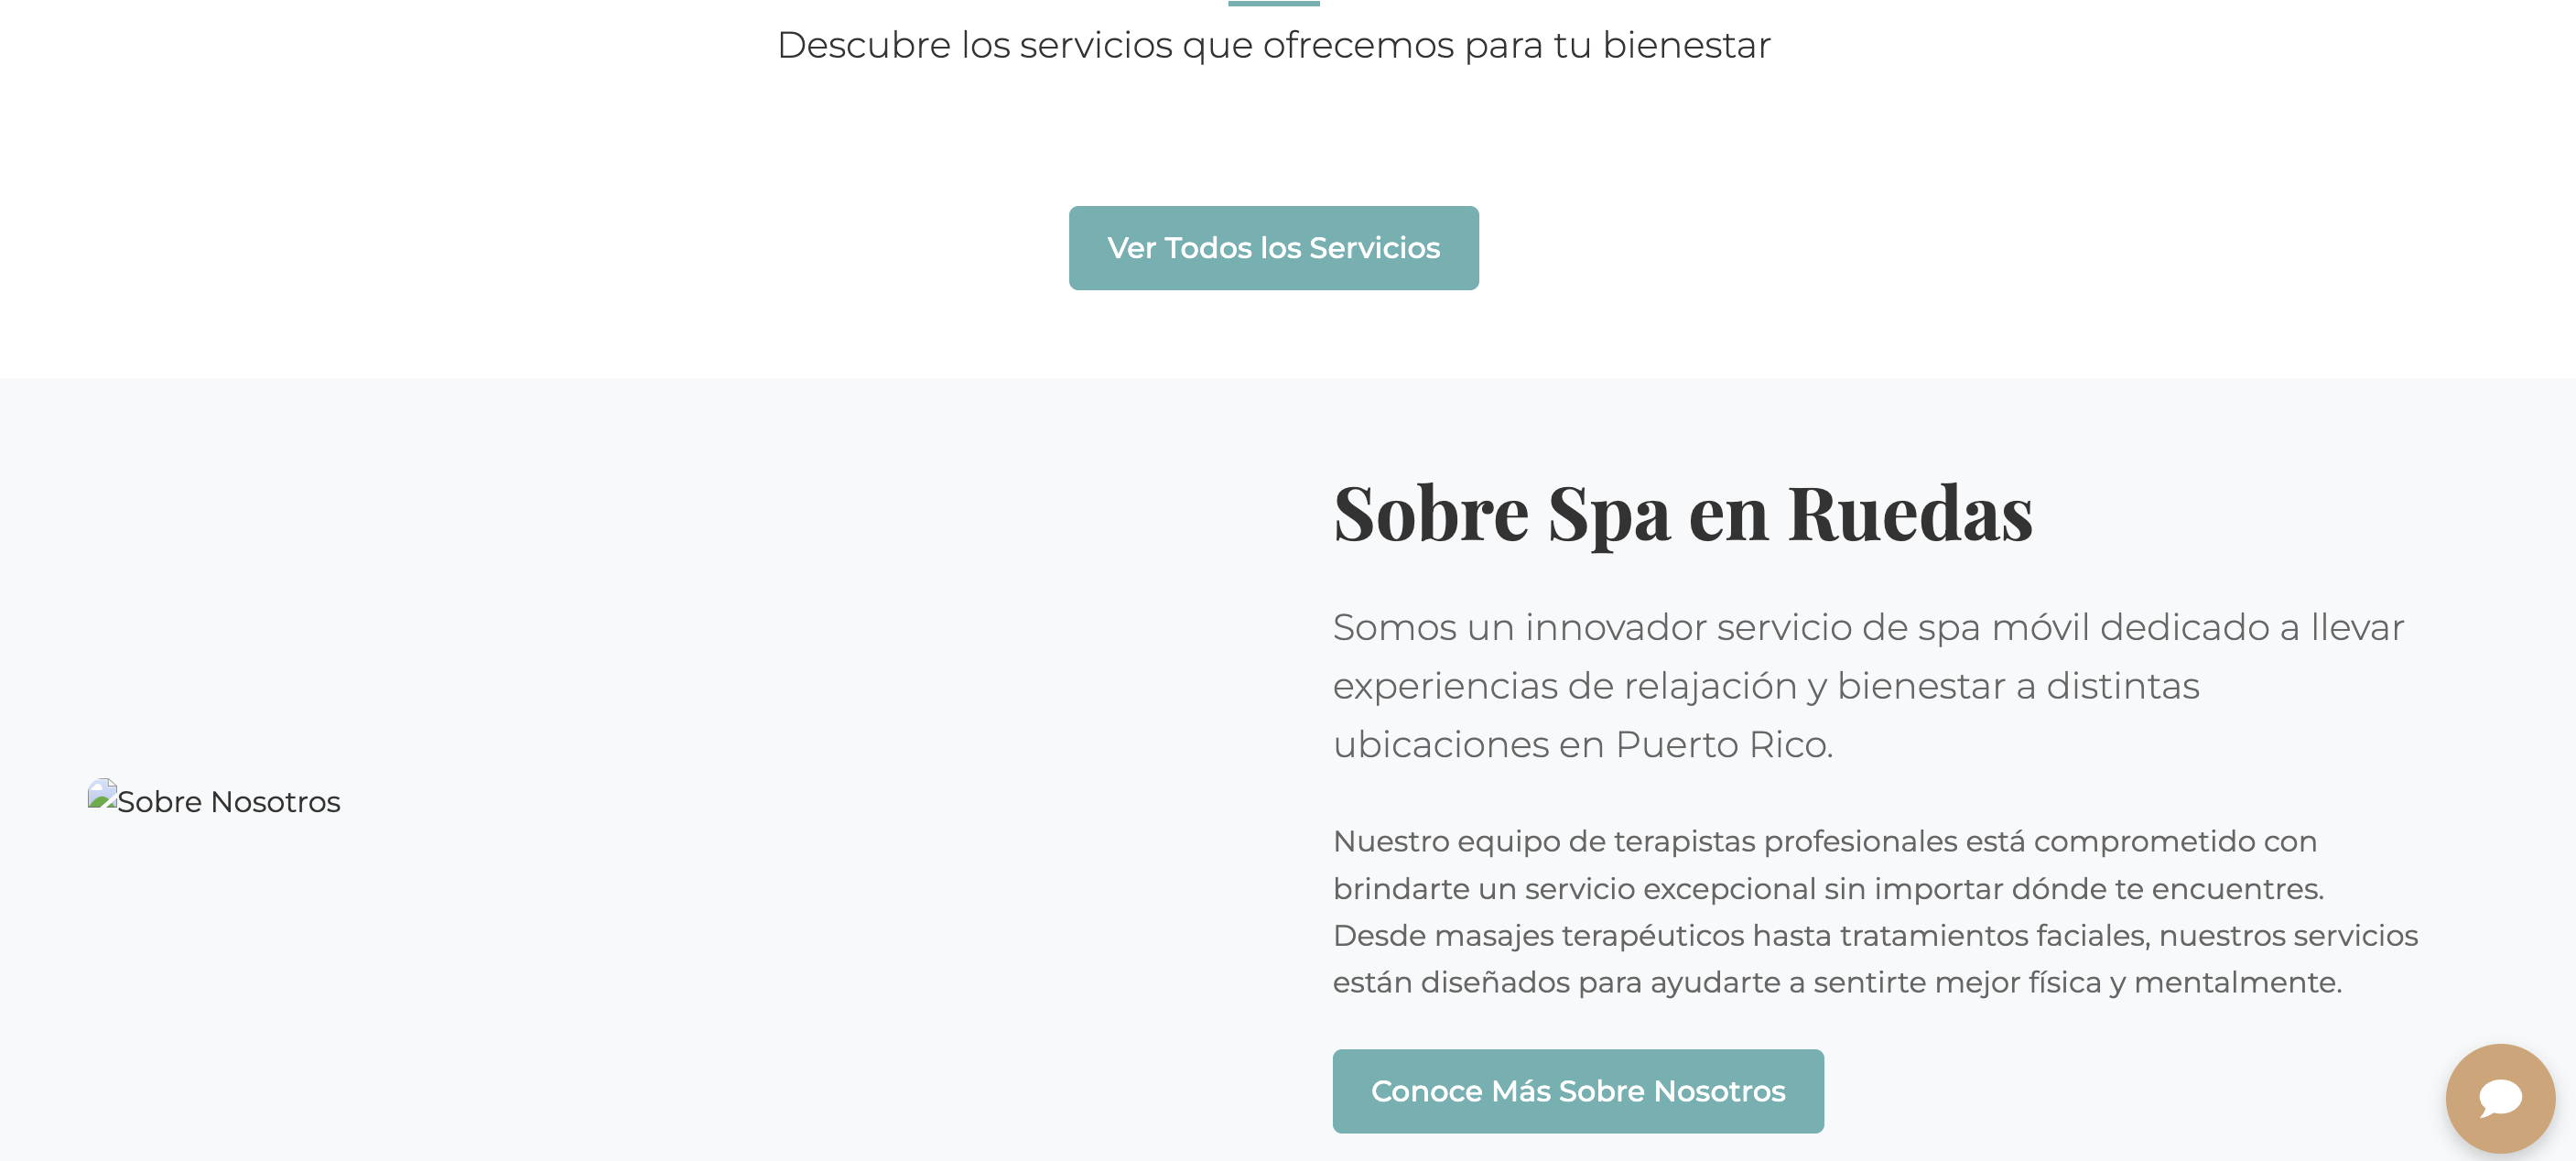 Descubre los servicios que ofrecemos para tu bienestar
Ver Todos los Servicios
Sobre Spa en Ruedas
Somos un innovador servicio de spa móvil dedicado a llevar
experiencias de relajación y bienestar a distintas
ubicaciones en Puerto Rico.
Sobre Nosotros
Nuestro equipo de terapistas profesionales está comprometido con
brindarte un servicio excepcional sin importar dónde te encuentres.
Desde masajes terapéuticos hasta tratamientos faciales, nuestros servicios
están diseñados para ayudarte a sentirte mejor física y mentalmente.
Conoce Más Sobre Nosotros